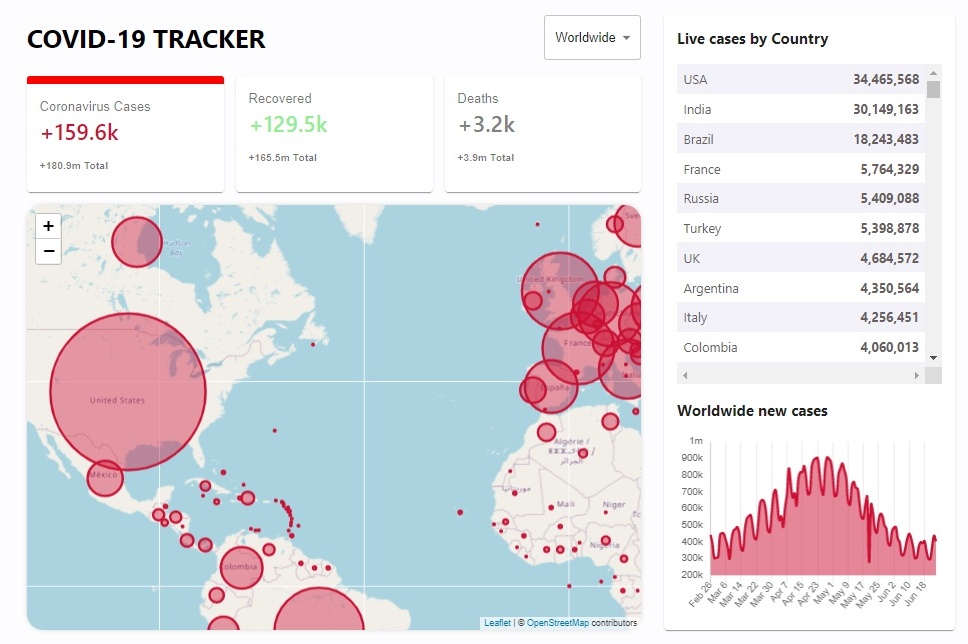 COVID-19 TRACKER
Worldwide
Coronavirus Cases
+159.6k
+180.9m Total
Recovered
+129.5k
+165.5m Total
Deaths
+3.2k
+3.9m Total
+
−
Hudson
Bay
United States
México
Colombia
United Kingdom
France
España
Algérie /
الجزائر
موريتانيا
Mali
Niger
Nigeria
Leaflet | © OpenStreetMap contributors
Live cases by Country
USA 34,465,568
India 30,149,163
Brazil 18,243,483
France 5,764,329
Russia 5,409,088
Turkey 5,398,878
UK 4,684,572
Argentina 4,350,564
Italy 4,256,451
Colombia 4,060,013
Worldwide new cases
1m
900k
800k
700k
600k
500k
400k
300k
200k
Feb 26 Mar 6 Mar 14 Mar 22 Mar 30 Apr 7 Apr 15 Apr 23 May 1 May 9 May 17 May 25 Jun 2 Jun 10 Jun 18